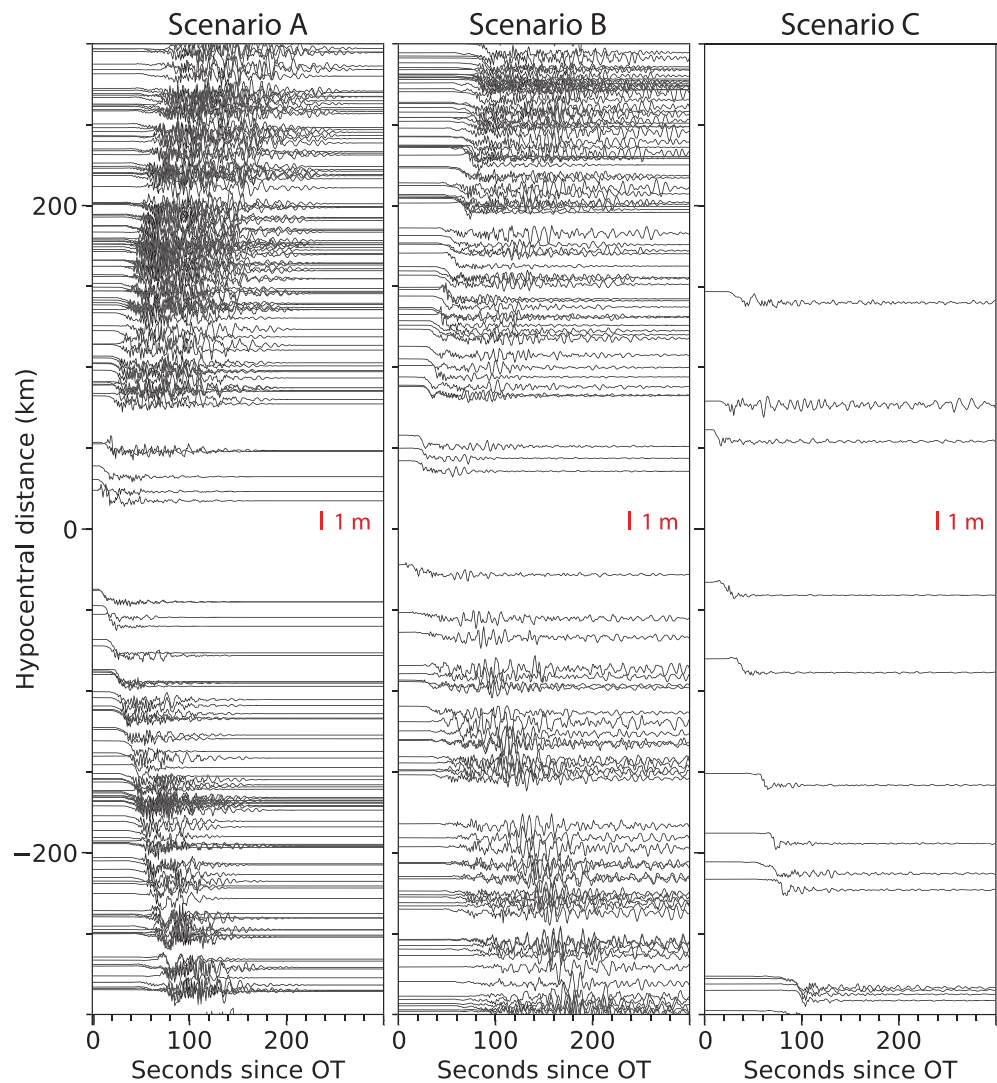 Scenario A
Scenario B
Scenario C
Hypocentral distance (km)
200
0
−200
1 m
1 m
1 m
0
100
200
0
100
200
0
100
200
Seconds since OT
Seconds since OT
Seconds since OT